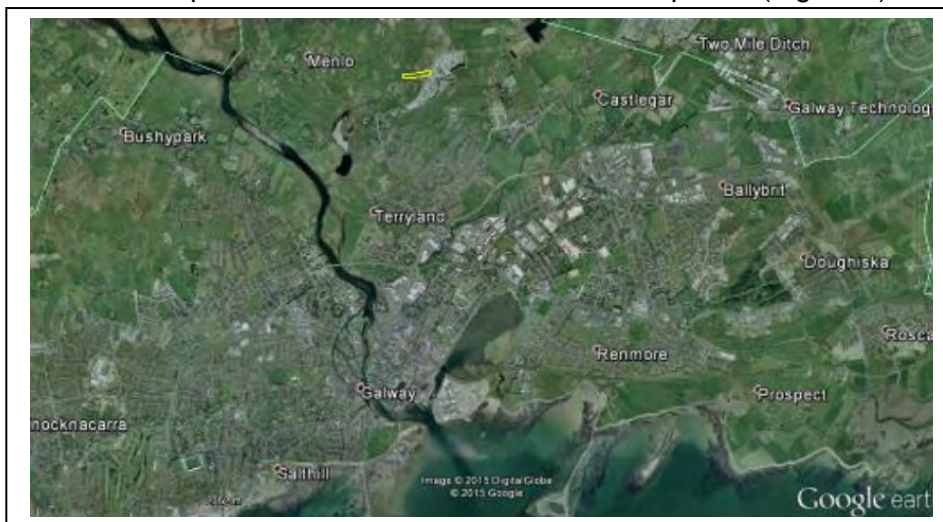 Two Mile Ditch
Menlo
Castlegar
Galway Technology
Bushypark
Ballybrit
Terryland
Doughiska
Rosca
Renmore
Galway
Prospect
nocknacarra
Salthill
Image © 2015 DigitalGlobe
© 2015 Google
Google eart